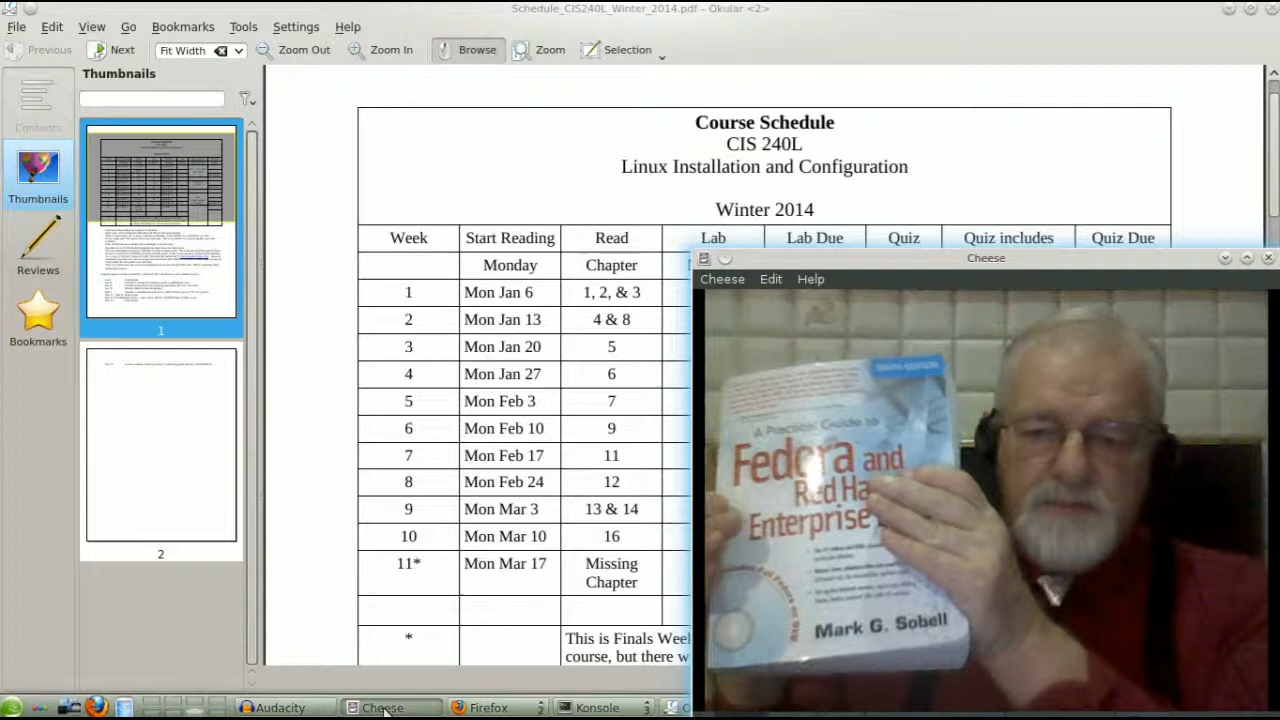 Schedule_CIS240L_Winter_2014.pdf - Okular <2>
File Edit View Go Bookmarks Tools Settings Help
Previous Next Fit Width Zoom Out Zoom In Browse Zoom Selection
Thumbnails
Contents
Thumbnails
Reviews
Bookmarks
1
2
Course Schedule
CIS 240L
Linux Installation and Configuration
Winter 2014
Week Start Reading Read Lab Lab Due Quiz Quiz includes Quiz Due
Monday Chapter
1 Mon Jan 6 1, 2, & 3
2 Mon Jan 13 4 & 8
3 Mon Jan 20 5
4 Mon Jan 27 6
5 Mon Feb 3 7
6 Mon Feb 10 9
7 Mon Feb 17 11
8 Mon Feb 24 12
9 Mon Mar 3 13 & 14
10 Mon Mar 10 16
11* Mon Mar 17 Missing
Chapter
* This is Finals Week
course, but there
Cheese
Cheese Edit Help
A Practical Guide to
Fedora and
Red
Enterprise
Mark G. Sobell
Audacity Cheese Firefox 2 Konsole 3